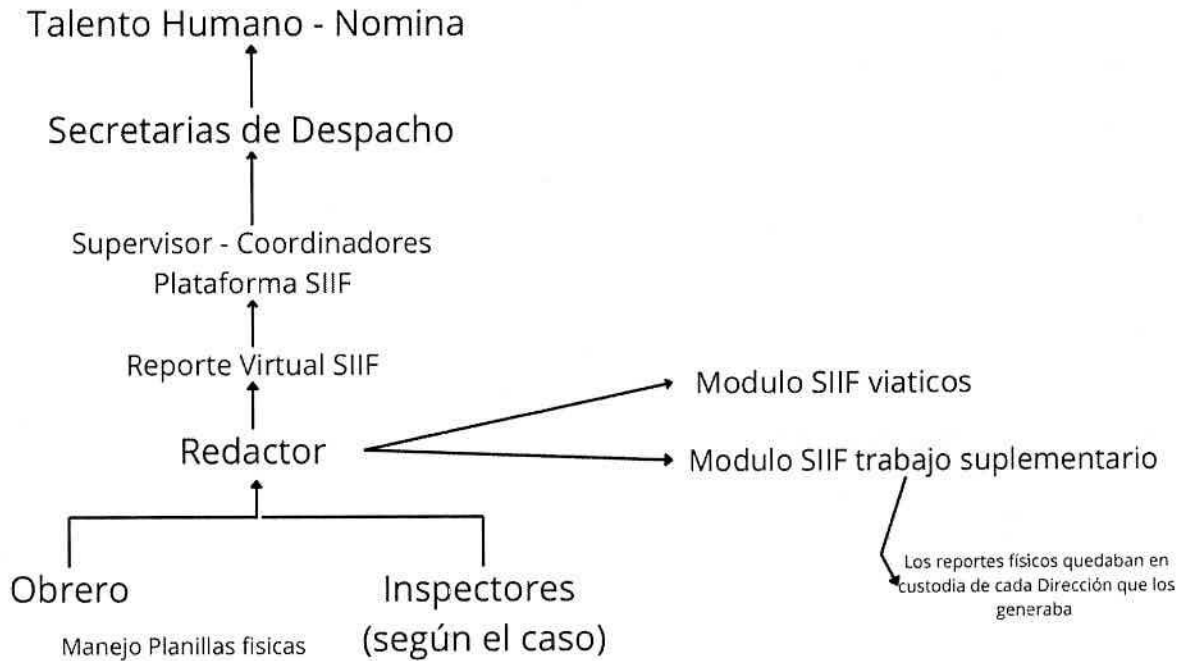 Talento Humano - Nomina
Secretarias de Despacho
Supervisor - Coordinadores
Plataforma SIIF
Reporte Virtual SIIF
Modulo SIIF viaticos
Redactor
Modulo SIIF trabajo suplementario
Los reportes físicos quedaban en
custodia de cada Dirección que los
generaba
Obrero
Inspectores
(según el caso)
Manejo Planillas fisicas